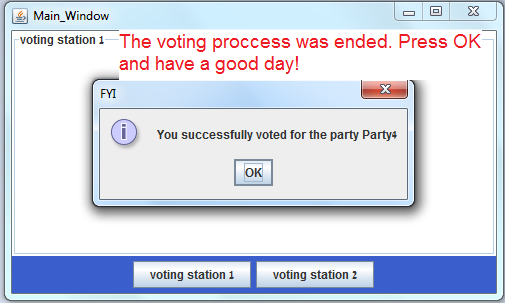 Main_Window
voting station 1
The voting proccess was ended. Press OK
and have a good day!
FYI
You successfully voted for the party Party4
OK
voting station 1
voting station 2